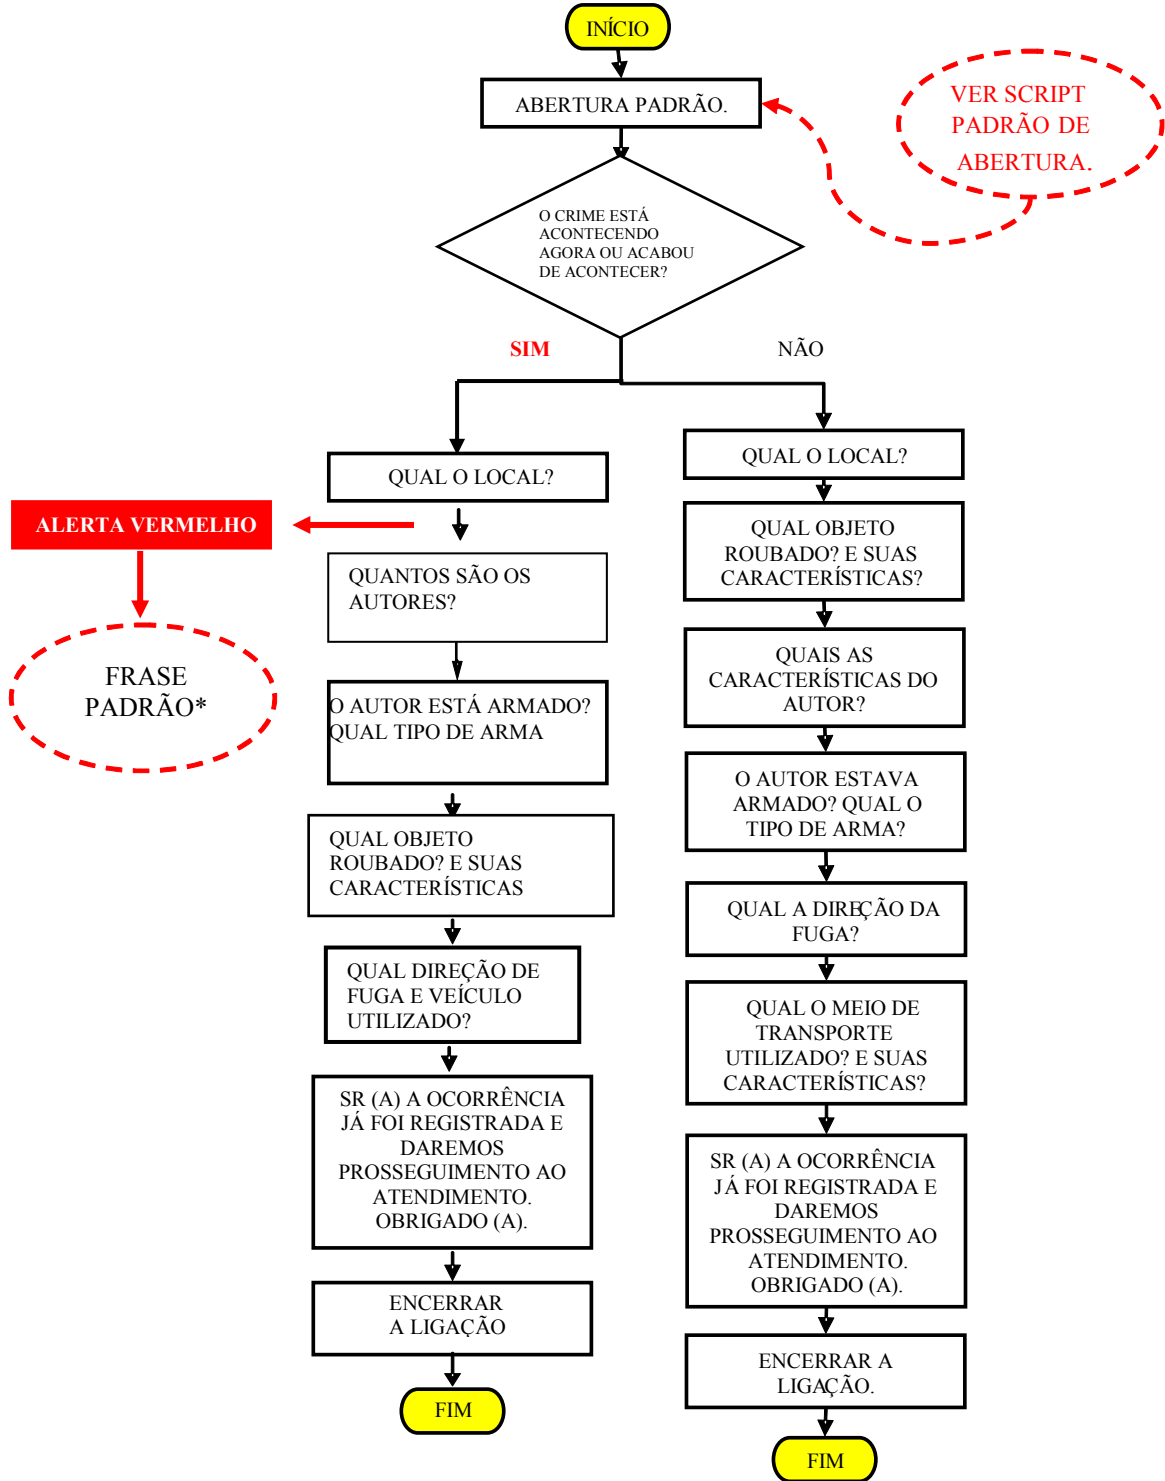 INÍCIO
ABERTURA PADRÃO.
VER SCRIPT
PADRÃO DE
ABERTURA.
O CRIME ESTÁ
ACONTECENDO
AGORA OU ACABOU
DE ACONTECER?
SIM
NÃO
QUAL O LOCAL?
ALERTA VERMELHO
FRASE
PADRÃO*
QUANTOS SÃO OS
AUTORES?
O AUTOR ESTÁ ARMADO?
QUAL TIPO DE ARMA
QUAL OBJETO
ROUBADO? E SUAS
CARACTERÍSTICAS
QUAL DIREÇÃO DE
FUGA E VEÍCULO
UTILIZADO?
SR (A) A OCORRÊNCIA
JÁ FOI REGISTRADA E
DAREMOS
PROSSEGUIMENTO AO
ATENDIMENTO.
OBRIGADO (A).
ENCERRAR
A LIGAÇÃO
FIM
QUAL O LOCAL?
QUAL OBJETO
ROUBADO? E SUAS
CARACTERÍSTICAS?
QUAIS AS
CARACTERÍSTICAS DO
AUTOR?
O AUTOR ESTAVA
ARMADO? QUAL O
TIPO DE ARMA?
QUAL A DIREÇÃO DA
FUGA?
QUAL O MEIO DE
TRANSPORTE
UTILIZADO? E SUAS
CARACTERÍSTICAS?
SR (A) A OCORRÊNCIA
JÁ FOI REGISTRADA E
DAREMOS
PROSSEGUIMENTO AO
ATENDIMENTO.
OBRIGADO (A).
ENCERRAR A
LIGAÇÃO.
FIM